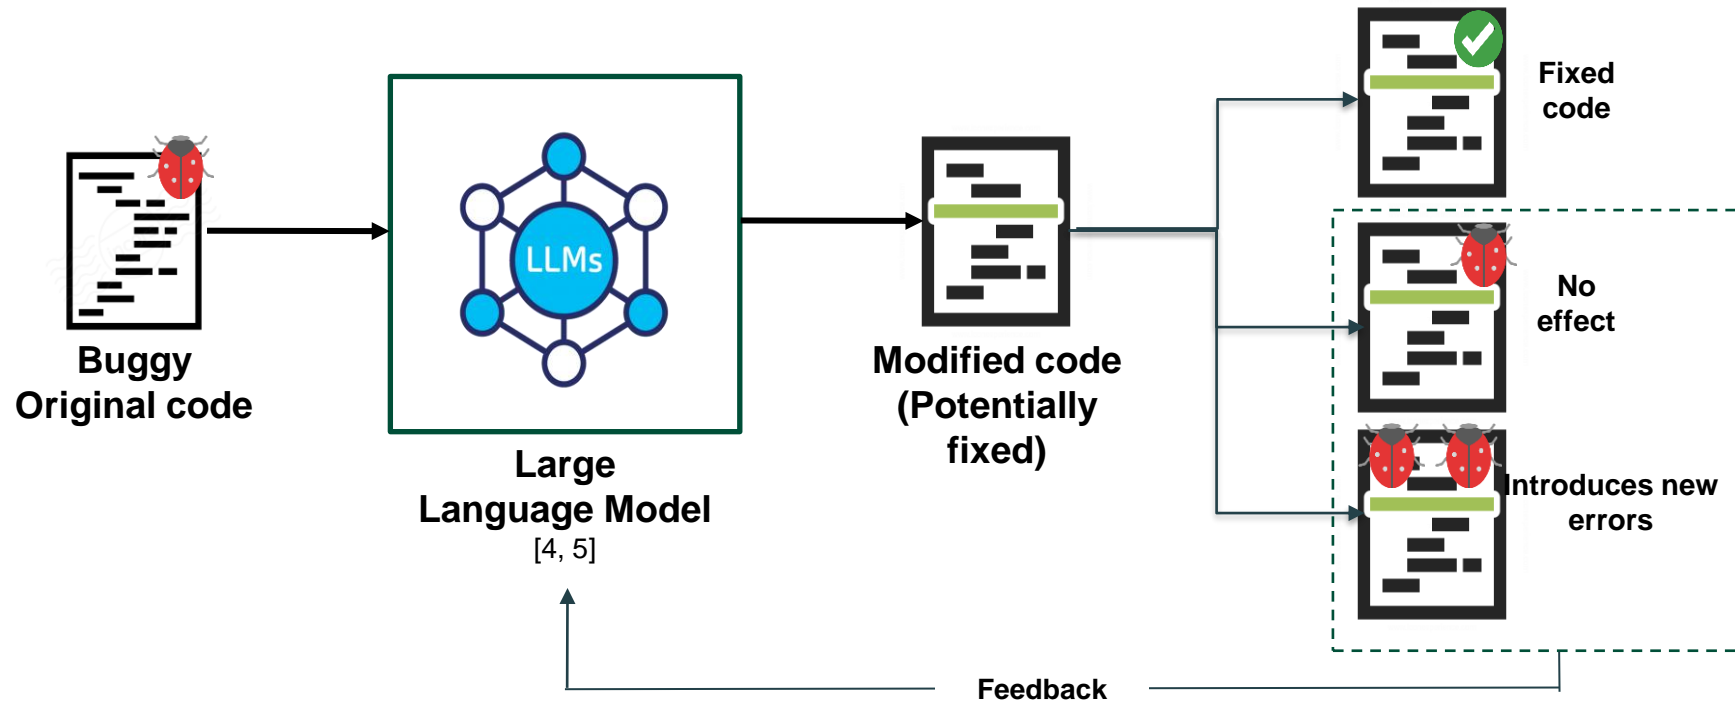 Buggy
Original code
LLMs
Large
Language Model
[4, 5]
Modified code
(Potentially
fixed)
Fixed
code
No
effect
Introduces new
errors
Feedback